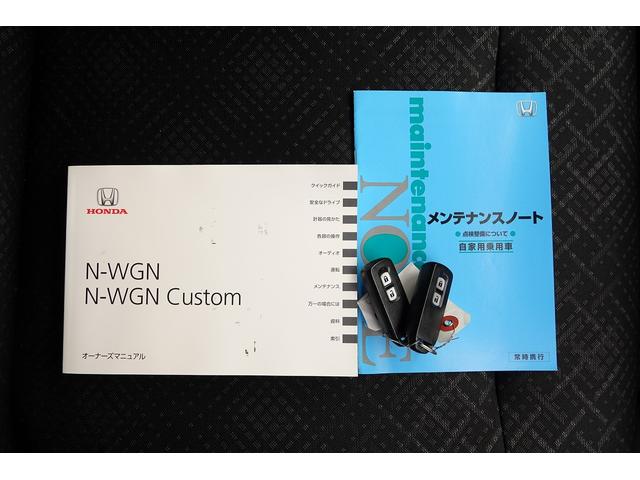 HONDA
N-WGN
N-WGN Custom
オーナーズマニュアル
クイックガイド
安全なドライブ
計器の見かた
各部の操作
オーディオ
運転
メンテナンス
万一の場合には
資料
索引
maintenance
NOTE
メンテナンスノート
点検整備について
自家用乗用車
常時携行